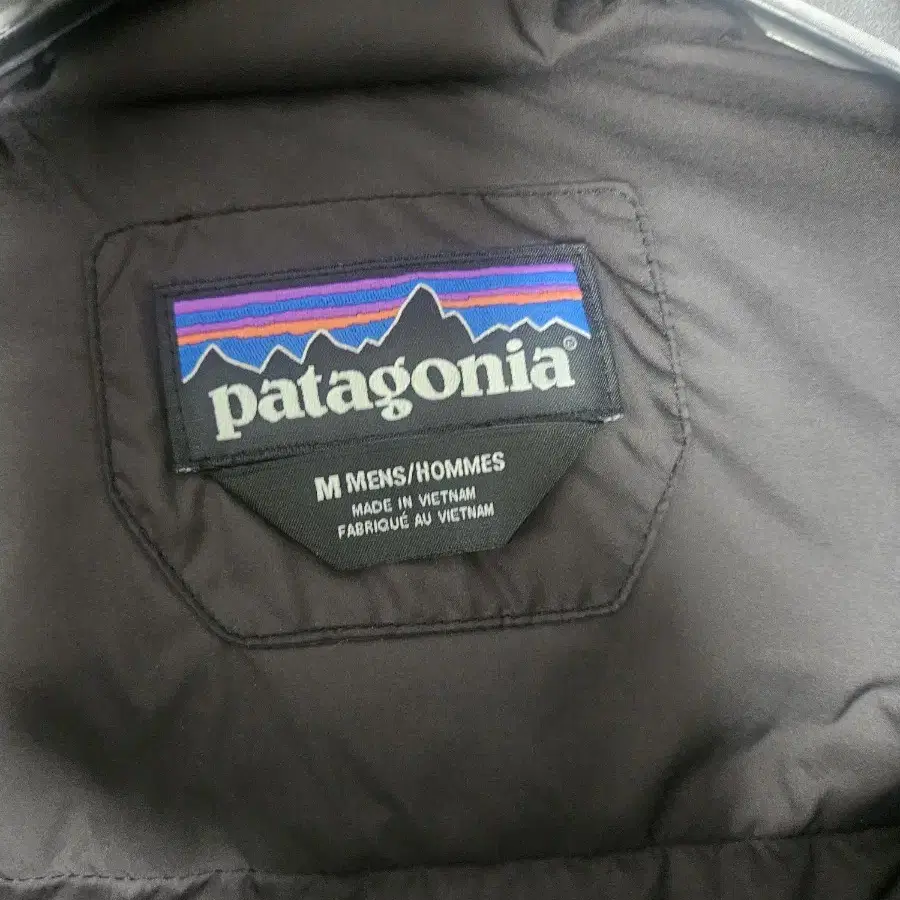 patagonia®
M MENS/HOMMES
MADE IN VIETNAM
FABRIQUÉ AU VIETNAM